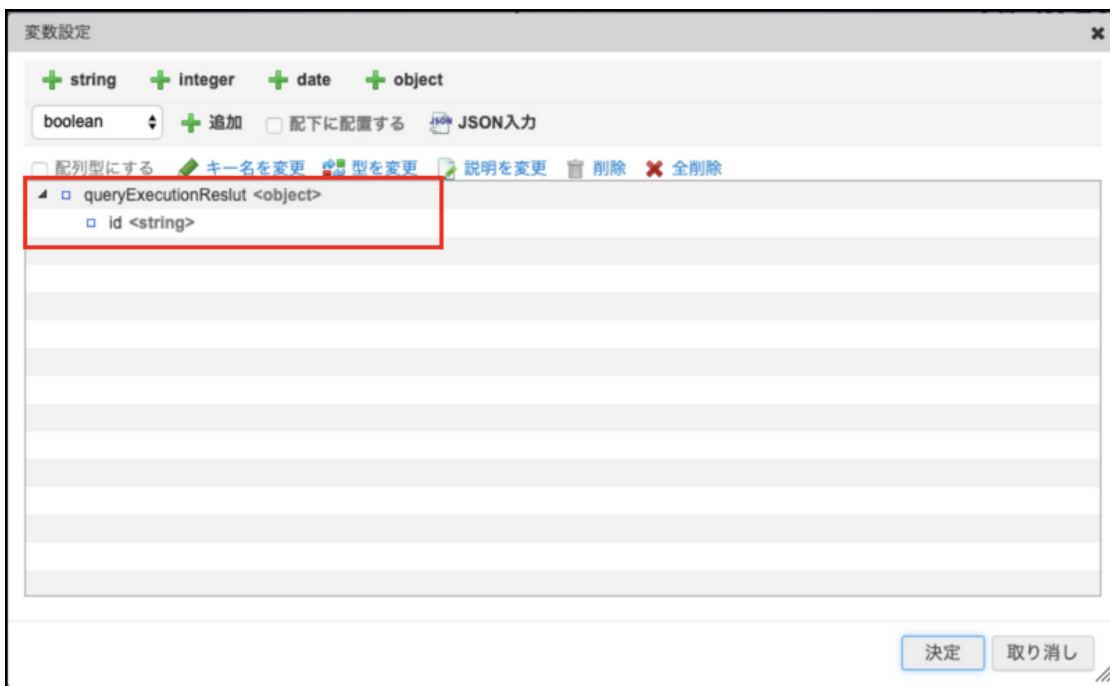 変数設定
string integer date object
boolean 追加 配下に配置する JSON入力
配列型にする キー名を変更 型を変更 説明を変更 削除 全削除
queryExecutionReslut <object>
id <string>
決定 取り消し